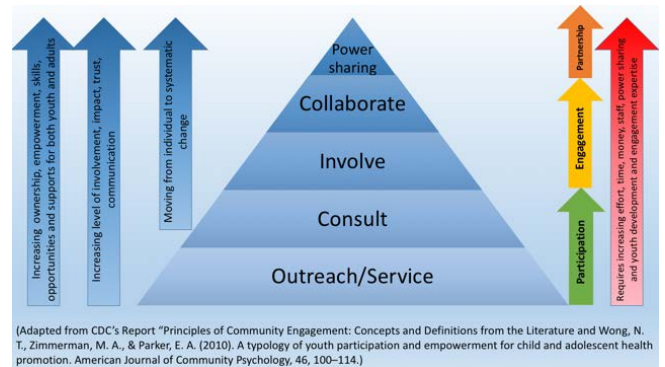 Increasing ownership, empowerment, skills,
opportunities and supports for both youth and adults
Increasing level of involvement, impact, trust,
communication
Moving from individual to systematic
change
Power
sharing
Collaborate
Involve
Consult
Outreach/Service
Partnership
Engagement
Participation
Requires increasing effort, time, money, staff, power sharing
and youth development and engagement expertise
(Adapted from CDC's Report "Principles of Community Engagement: Concepts and Definitions from the Literature and Wong, N.
T., Zimmerman, M. A., & Parker, E. A. (2010). A typology of youth participation and empowerment for child and adolescent health
promotion. American Journal of Community Psychology, 46, 100–114.)